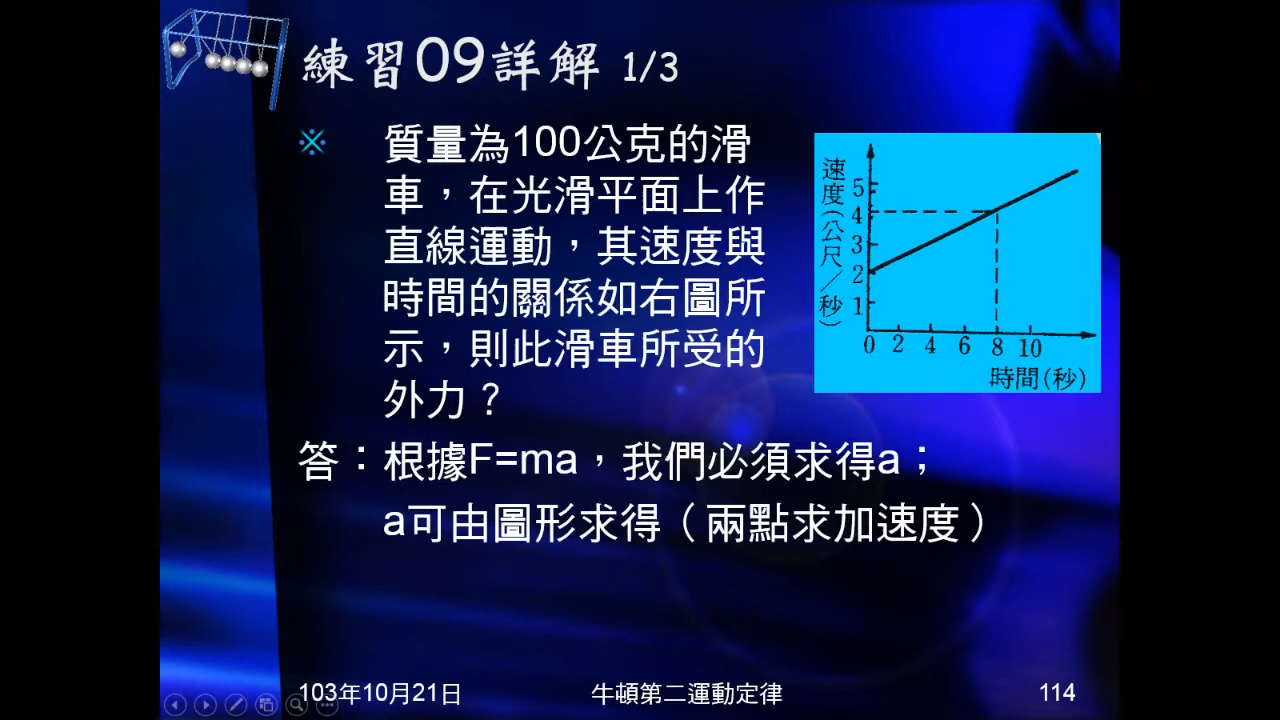 練習09詳解 1/3
※ 質量為100公克的滑
車，在光滑平面上作
直線運動，其速度與
時間的關係如右圖所
示，則此滑車所受的
外力？
速度(公尺／秒)
5
4
3
2
1
0 2 4 6 8 10
時間(秒)
答：根據F=ma，我們必須求得a；
a可由圖形求得（兩點求加速度）
103年10月21日 牛頓第二運動定律 114